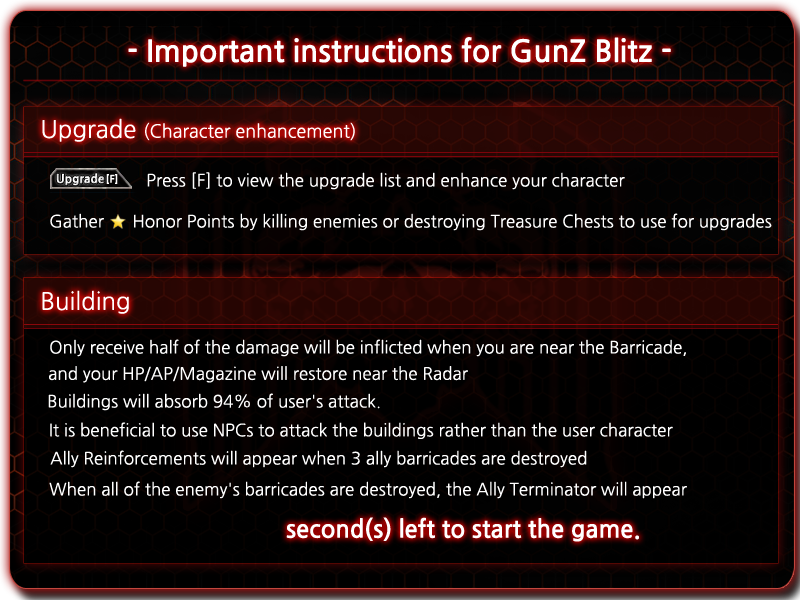 - Important instructions for GunZ Blitz -
Upgrade (Character enhancement)
Upgrade[F] Press [F] to view the upgrade list and enhance your character
Gather Honor Points by killing enemies or destroying Treasure Chests to use for upgrades
Building
Only receive half of the damage will be inflicted when you are near the Barricade,
and your HP/AP/Magazine will restore near the Radar
Buildings will absorb 94% of user's attack.
It is beneficial to use NPCs to attack the buildings rather than the user character
Ally Reinforcements will appear when 3 ally barricades are destroyed
When all of the enemy's barricades are destroyed, the Ally Terminator will appear
second(s) left to start the game.